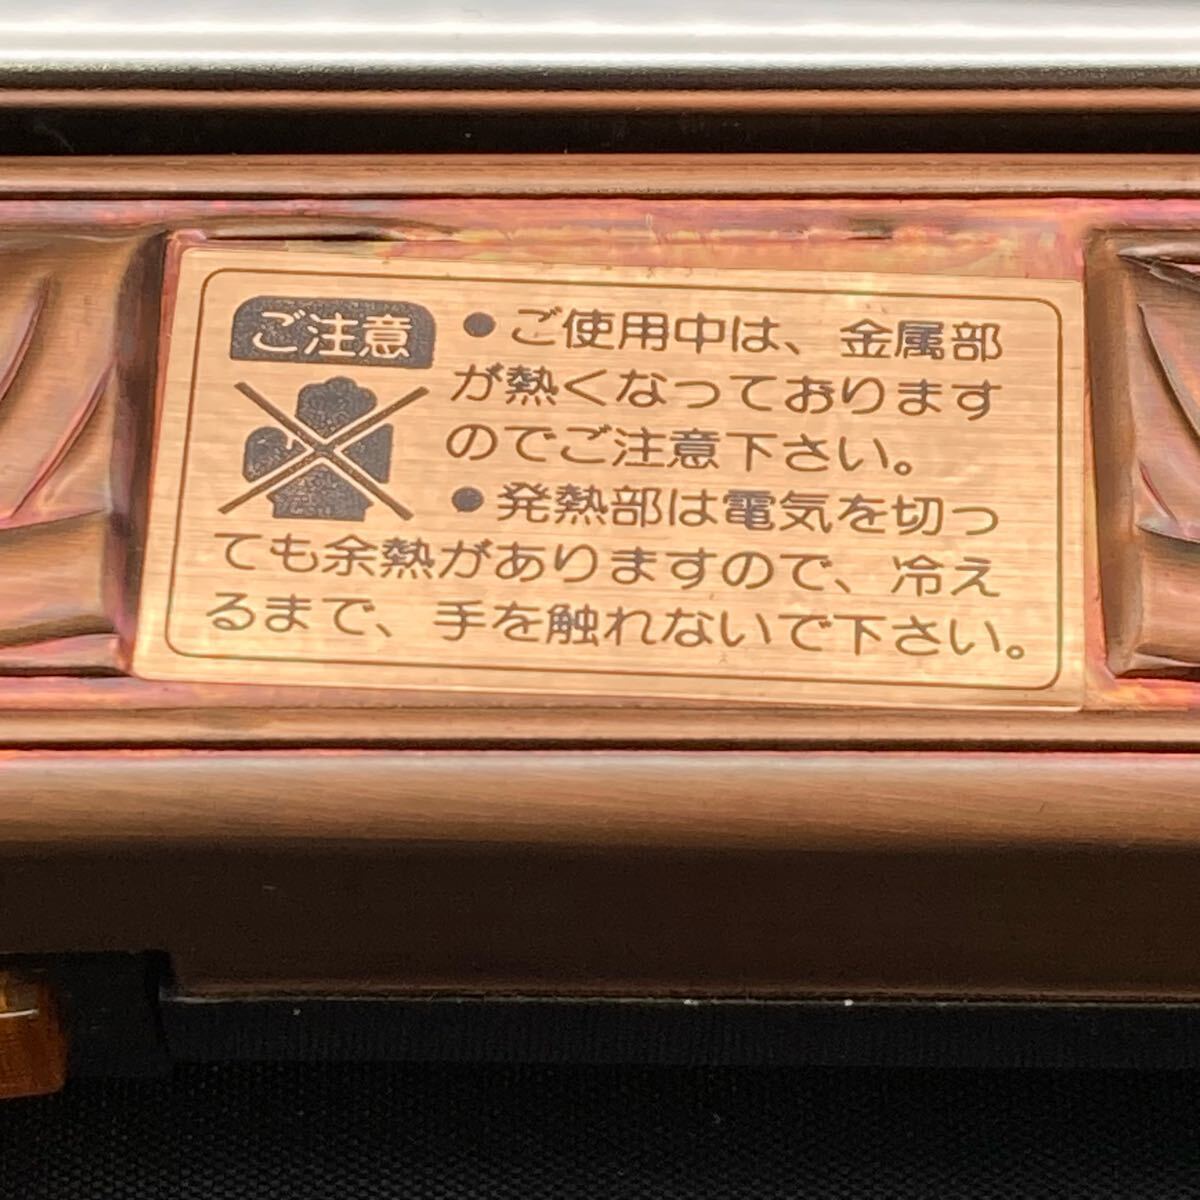 ご注意
●ご使用中は、金属部
が熱くなっております
のでご注意下さい。
●発熱部は電気を切っ
ても余熱がありますので、冷え
るまで、手を触れないで下さい。